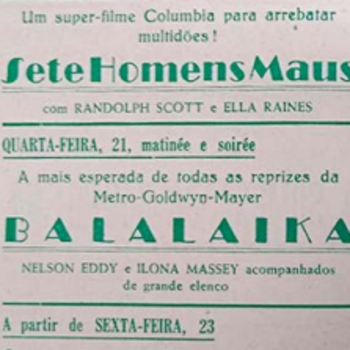 Um super-filme Columbia para arrebatar
multidões!
Sete Homens Maus
com RANDOLPH SCOTT e ELLA RAINES
QUARTA-FEIRA, 21, matinée e soirée
A mais esperada de todas as reprizes da
Metro-Goldwyn-Mayer
BALALAIKA
NELSON EDDY e ILONA MASSEY acompanhados
de grande elenco
A partir de SEXTA-FEIRA, 23